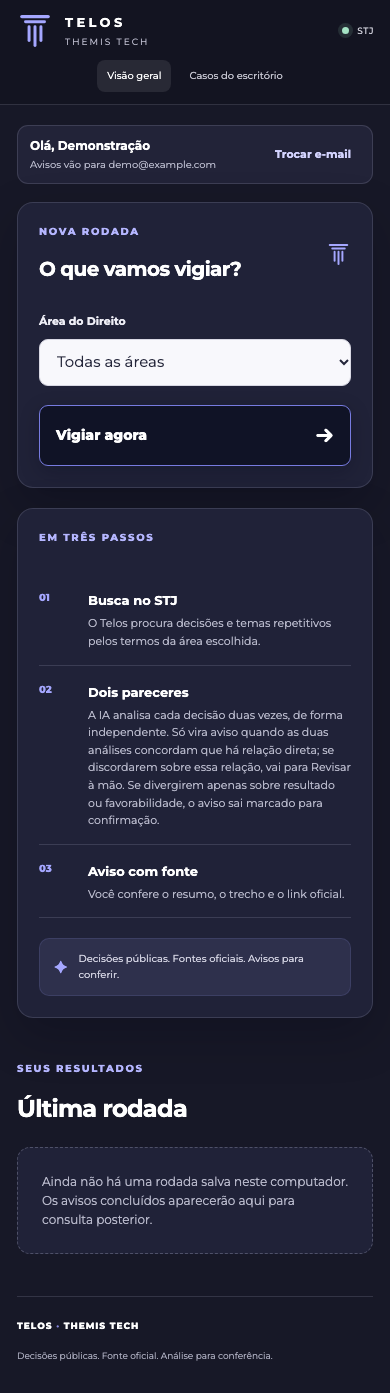 TELOS
THEMIS TECH
STJ
Visão geral
Casos do escritório
Olá, Demonstração
Avisos vão para demo@example.com
Trocar e-mail
NOVA RODADA
O que vamos vigiar?
Área do Direito
Todas as áreas
Vigiar agora
EM TRÊS PASSOS
01
Busca no STJ
O Telos procura decisões e temas repetitivos
pelos termos da área escolhida.
02
Dois pareceres
A IA analisa cada decisão duas vezes, de forma
independente. Só vira aviso quando as duas
análises concordam que há relação direta; se
discordarem sobre essa relação, vai para Revisar
à mão. Se divergirem apenas sobre resultado
ou favorabilidade, o aviso sai marcado para
confirmação.
03
Aviso com fonte
Você confere o resumo, o trecho e o link oficial.
Decisões públicas. Fontes oficiais. Avisos para
conferir.
SEUS RESULTADOS
Última rodada
Ainda não há uma rodada salva neste computador.
Os avisos concluídos aparecerão aqui para
consulta posterior.
TELOS · THEMIS TECH
Decisões públicas. Fonte oficial. Análise para conferência.